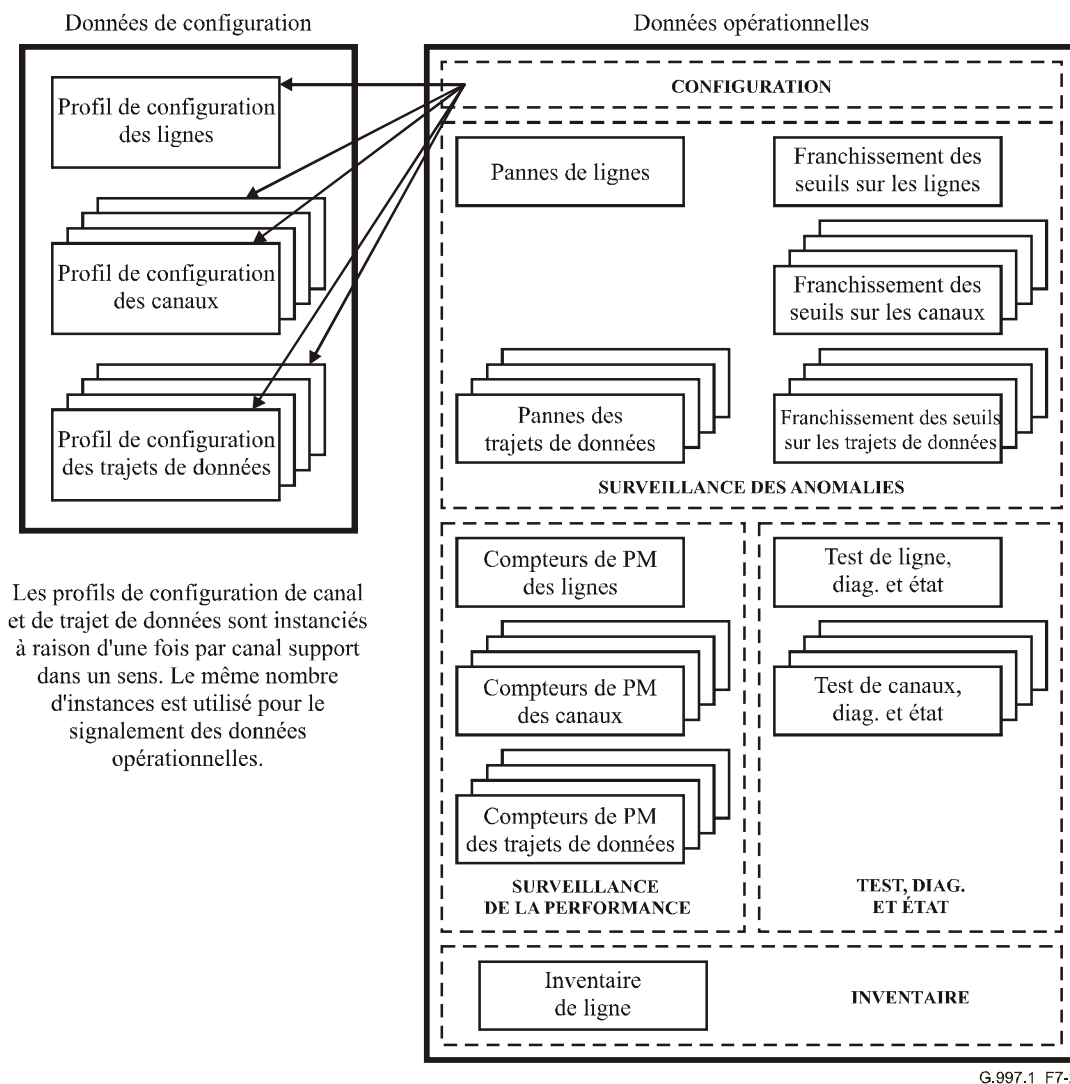 Données de configuration
Données opérationnelles
Profil de configuration
des lignes
Profil de configuration
des canaux
Profil de configuration
des trajets de données
Les profils de configuration de canal
et de trajet de données sont instanciés
à raison d'une fois par canal support
dans un sens. Le même nombre
d'instances est utilisé pour le
signalement des données
opérationnelles.
CONFIGURATION
Pannes de lignes
Franchissement des
seuils sur les lignes
Franchissement des
seuils sur les canaux
Pannes des
trajets de données
Franchissement des seuils
sur les trajets de données
SURVEILLANCE DES ANOMALIES
Compteurs de PM
des lignes
Compteurs de PM
des canaux
Compteurs de PM
des trajets de données
SURVEILLANCE
DE LA PERFORMANCE
Test de ligne,
diag. et état
Test de canaux,
diag. et état
TEST, DIAG.
ET ÉTAT
Inventaire
de ligne
INVENTAIRE
G.997.1 F7-